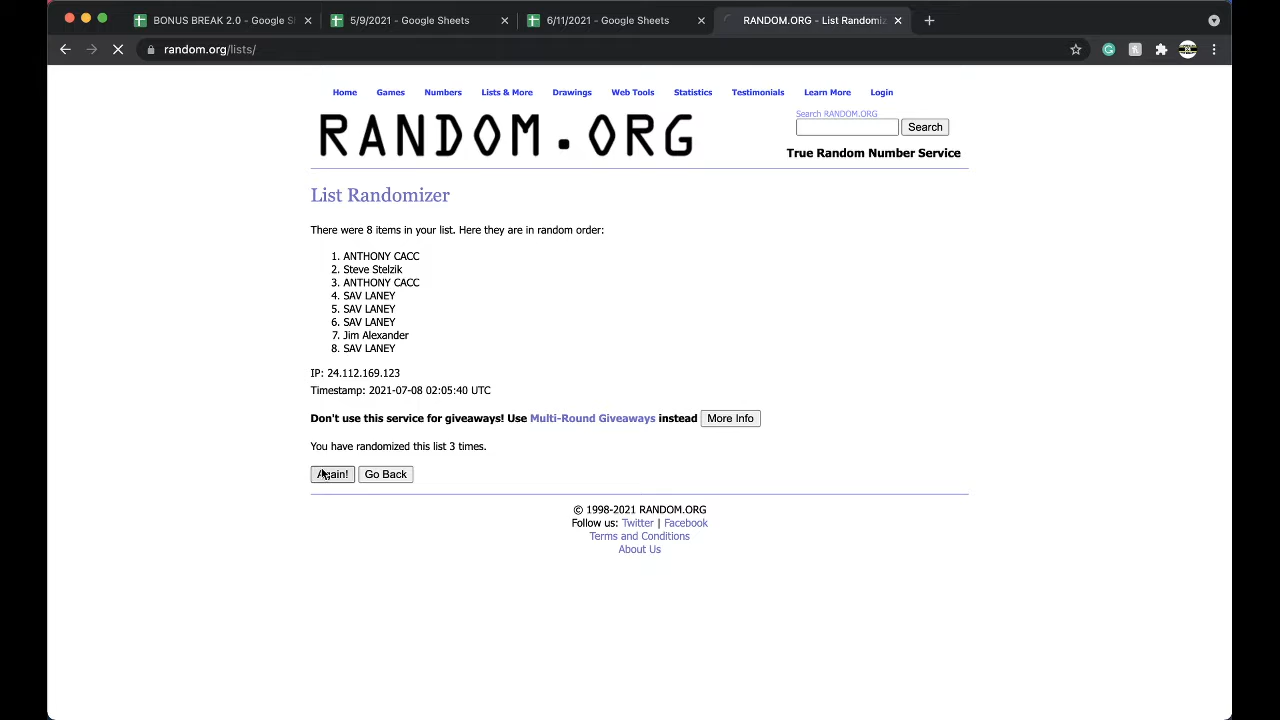 BONUS BREAK 2.0 - Google S
5/9/2021 - Google Sheets
6/11/2021 - Google Sheets
RANDOM.ORG - List Randomiz
random.org/lists/
Home Games Numbers Lists & More Drawings Web Tools Statistics Testimonials Learn More Login
RANDOM.ORG
Search RANDOM.ORG
Search
True Random Number Service
List Randomizer
There were 8 items in your list. Here they are in random order:
1. ANTHONY CACC
2. Steve Stelzik
3. ANTHONY CACC
4. SAV LANEY
5. SAV LANEY
6. SAV LANEY
7. Jim Alexander
8. SAV LANEY
IP: 24.112.169.123
Timestamp: 2021-07-08 02:05:40 UTC
Don't use this service for giveaways! Use Multi-Round Giveaways instead More Info
You have randomized this list 3 times.
Again! Go Back
© 1998-2021 RANDOM.ORG
Follow us: Twitter | Facebook
Terms and Conditions
About Us